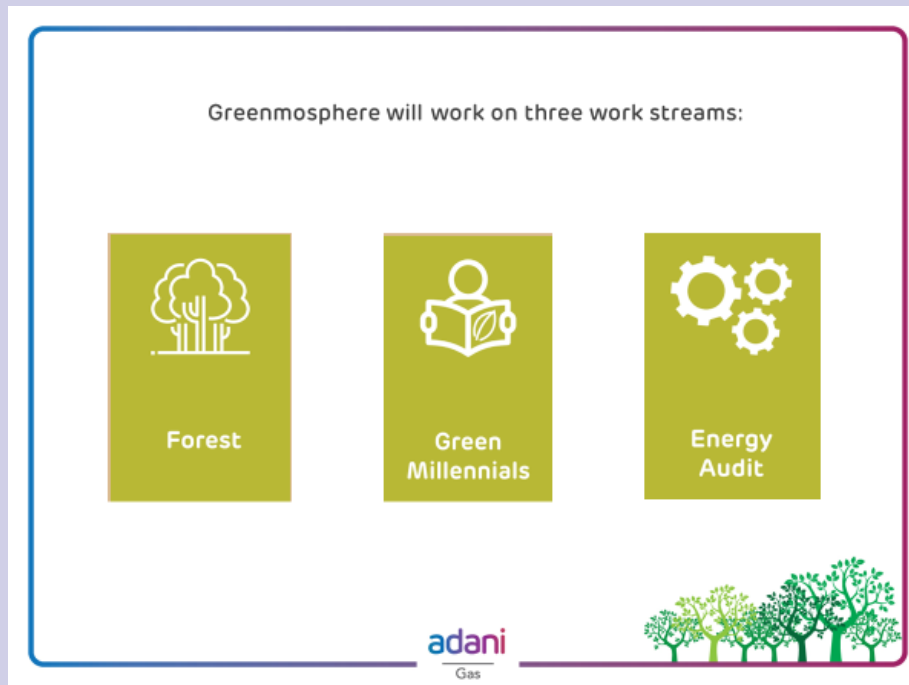 Greenmosphere will work on three work streams:
Forest
Green
Millennials
Energy
Audit
adani
Gas